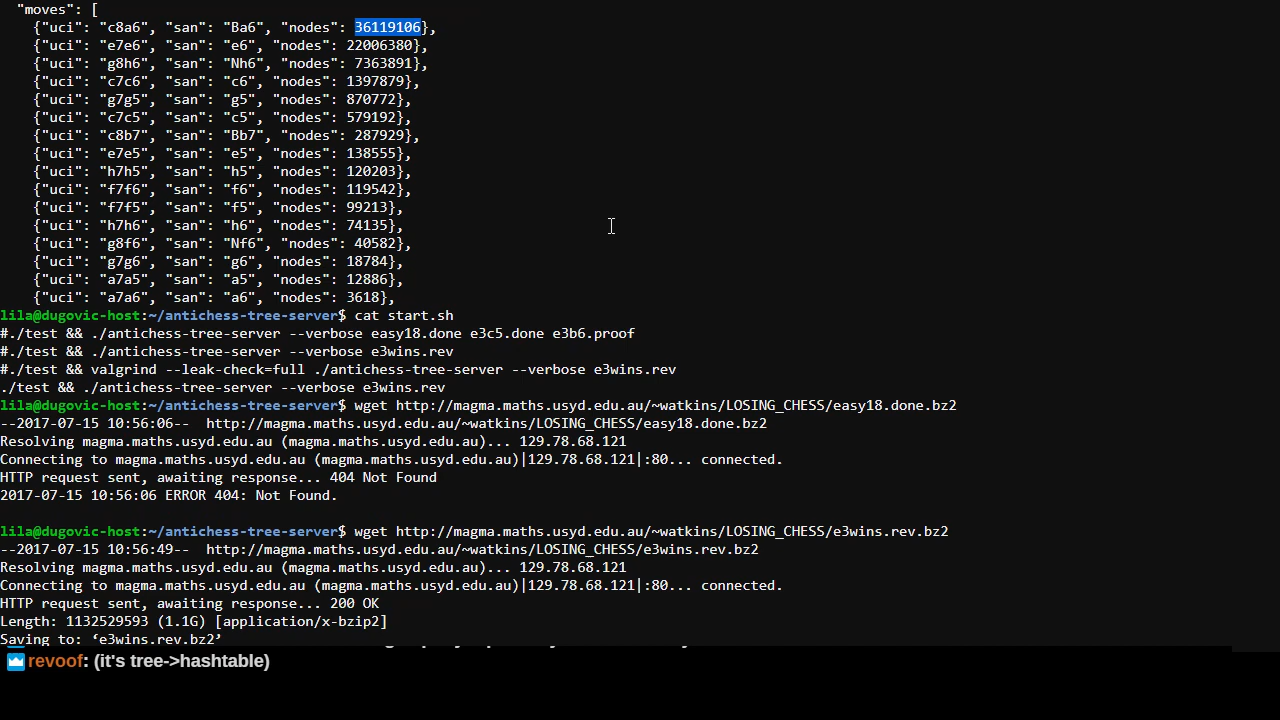 "moves": [
{"uci": "c8a6", "san": "Ba6", "nodes": 36119106},
{"uci": "e7e6", "san": "e6", "nodes": 22006380},
{"uci": "g8h6", "san": "Nh6", "nodes": 7363891},
{"uci": "c7c6", "san": "c6", "nodes": 1397879},
{"uci": "g7g5", "san": "g5", "nodes": 870772},
{"uci": "c7c5", "san": "c5", "nodes": 579192},
{"uci": "c8b7", "san": "Bb7", "nodes": 287929},
{"uci": "e7e5", "san": "e5", "nodes": 138555},
{"uci": "h7h5", "san": "h5", "nodes": 120203},
{"uci": "f7f6", "san": "f6", "nodes": 119542},
{"uci": "f7f5", "san": "f5", "nodes": 99213},
{"uci": "h7h6", "san": "h6", "nodes": 74135},
{"uci": "g8f6", "san": "Nf6", "nodes": 40582},
{"uci": "g7g6", "san": "g6", "nodes": 18784},
{"uci": "a7a5", "san": "a5", "nodes": 12886},
{"uci": "a7a6", "san": "a6", "nodes": 3618},
lila@dugovic-host:~/antichess-tree-server$ cat start.sh
#./test && ./antichess-tree-server --verbose easy18.done e3c5.done e3b6.proof
#./test && ./antichess-tree-server --verbose e3wins.rev
#./test && valgrind --leak-check=full ./antichess-tree-server --verbose e3wins.rev
./test && ./antichess-tree-server --verbose e3wins.rev
lila@dugovic-host:~/antichess-tree-server$ wget http://magma.maths.usyd.edu.au/~watkins/LOSING_CHESS/easy18.done.bz2
--2017-07-15 10:56:06-- http://magma.maths.usyd.edu.au/~watkins/LOSING_CHESS/easy18.done.bz2
Resolving magma.maths.usyd.edu.au (magma.maths.usyd.edu.au)... 129.78.68.121
Connecting to magma.maths.usyd.edu.au (magma.maths.usyd.edu.au)|129.78.68.121|:80... connected.
HTTP request sent, awaiting response... 404 Not Found
2017-07-15 10:56:06 ERROR 404: Not Found.
lila@dugovic-host:~/antichess-tree-server$ wget http://magma.maths.usyd.edu.au/~watkins/LOSING_CHESS/e3wins.rev.bz2
--2017-07-15 10:56:49-- http://magma.maths.usyd.edu.au/~watkins/LOSING_CHESS/e3wins.rev.bz2
Resolving magma.maths.usyd.edu.au (magma.maths.usyd.edu.au)... 129.78.68.121
Connecting to magma.maths.usyd.edu.au (magma.maths.usyd.edu.au)|129.78.68.121|:80... connected.
HTTP request sent, awaiting response... 200 OK
Length: 1132529593 (1.1G) [application/x-bzip2]
Saving to: ‘e3wins.rev.bz2’
revoof: (it's tree->hashtable)